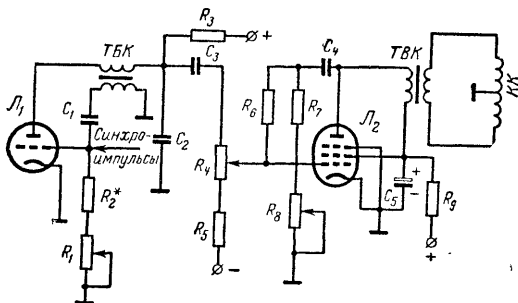 R₃
ТБК
C₃
C₄
ТВК
КК
Л₁
C₁
Синхро-
импульсы
C₂
R₆
R₇
Л₂
R₄
R₂*
R₈
C₅
R₉
R₁
R₅